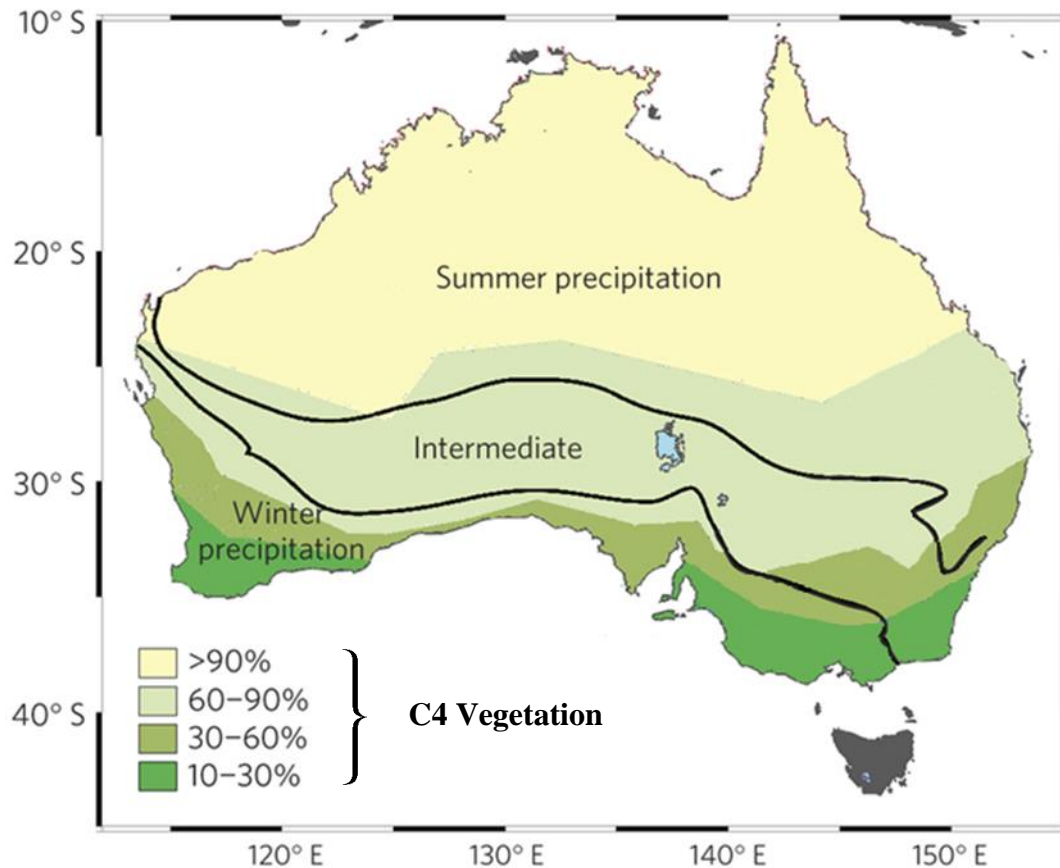 10° S
20° S
30° S
40° S
Summer precipitation
Intermediate
Winter
precipitation
>90%
60–90%
30–60%
10–30%
C4 Vegetation
120° E
130° E
140° E
150° E